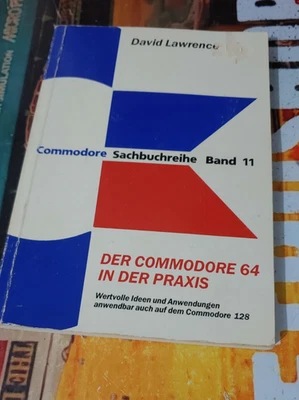 David Lawrence
Commodore Sachbuchreihe Band 11
DER COMMODORE 64
IN DER PRAXIS
Wertvolle Ideen und Anwendungen
anwendbar auch auf dem Commodore 128